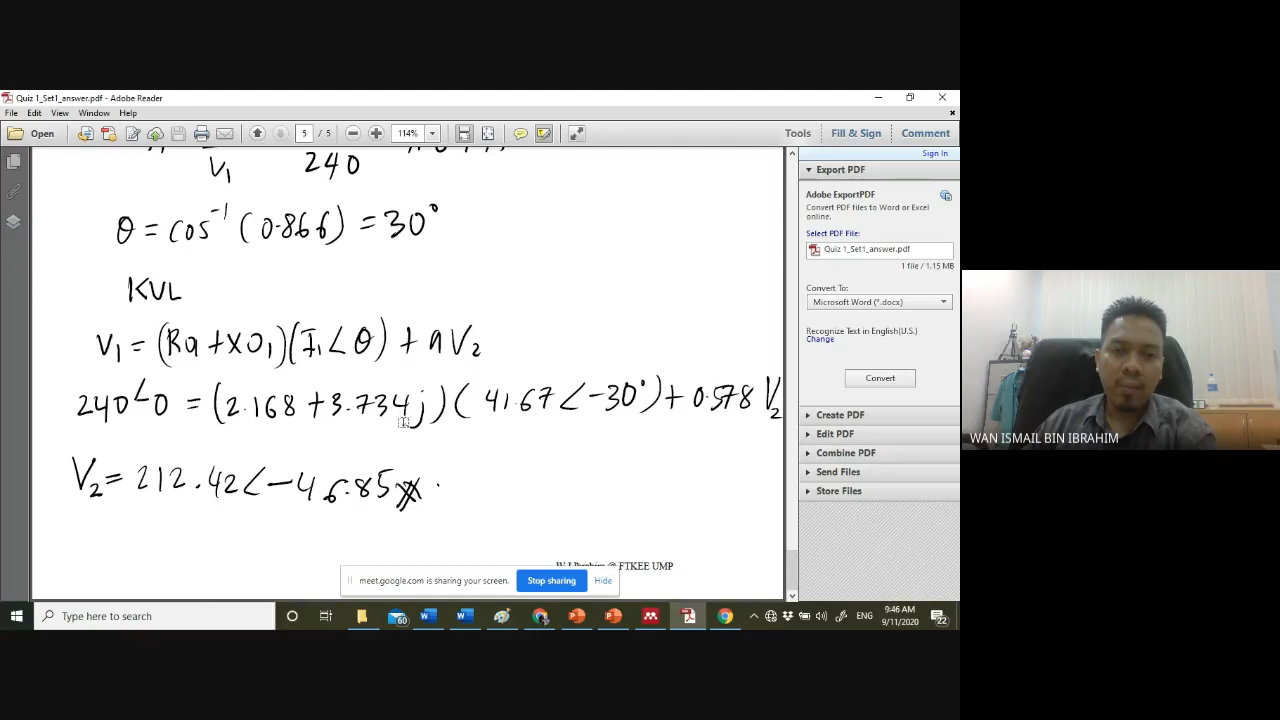 Quiz 1_Set1_answer.pdf - Adobe Reader
File Edit View Window Help
Open 5 / 5 114% Tools Fill & Sign Comment
Sign In
V₁ 240
θ = cos⁻¹ (0.866) = 30°
KVL
V₁ = (Ra + X01)(I₁∠θ) + aV₂
240∠0 = (2.168 + 3.734j)(41.67∠-30°) + 0.578 V₂
V₂ = 212.42∠-46.85
W I Ibrahim @ FTKEE UMP
meet.google.com is sharing your screen. Stop sharing Hide
Export PDF
Adobe ExportPDF
Convert PDF files to Word or Excel
online.
Select PDF File:
Quiz 1_Set1_answer.pdf
1 file / 1.15 MB
Convert To:
Microsoft Word (*.docx)
Recognize Text in English(U.S.)
Change
Convert
Create PDF
Edit PDF
Combine PDF
Send Files
Store Files
WAN ISMAIL BIN IBRAHIM
Type here to search
60
ENG
9:46 AM
9/11/2020
22